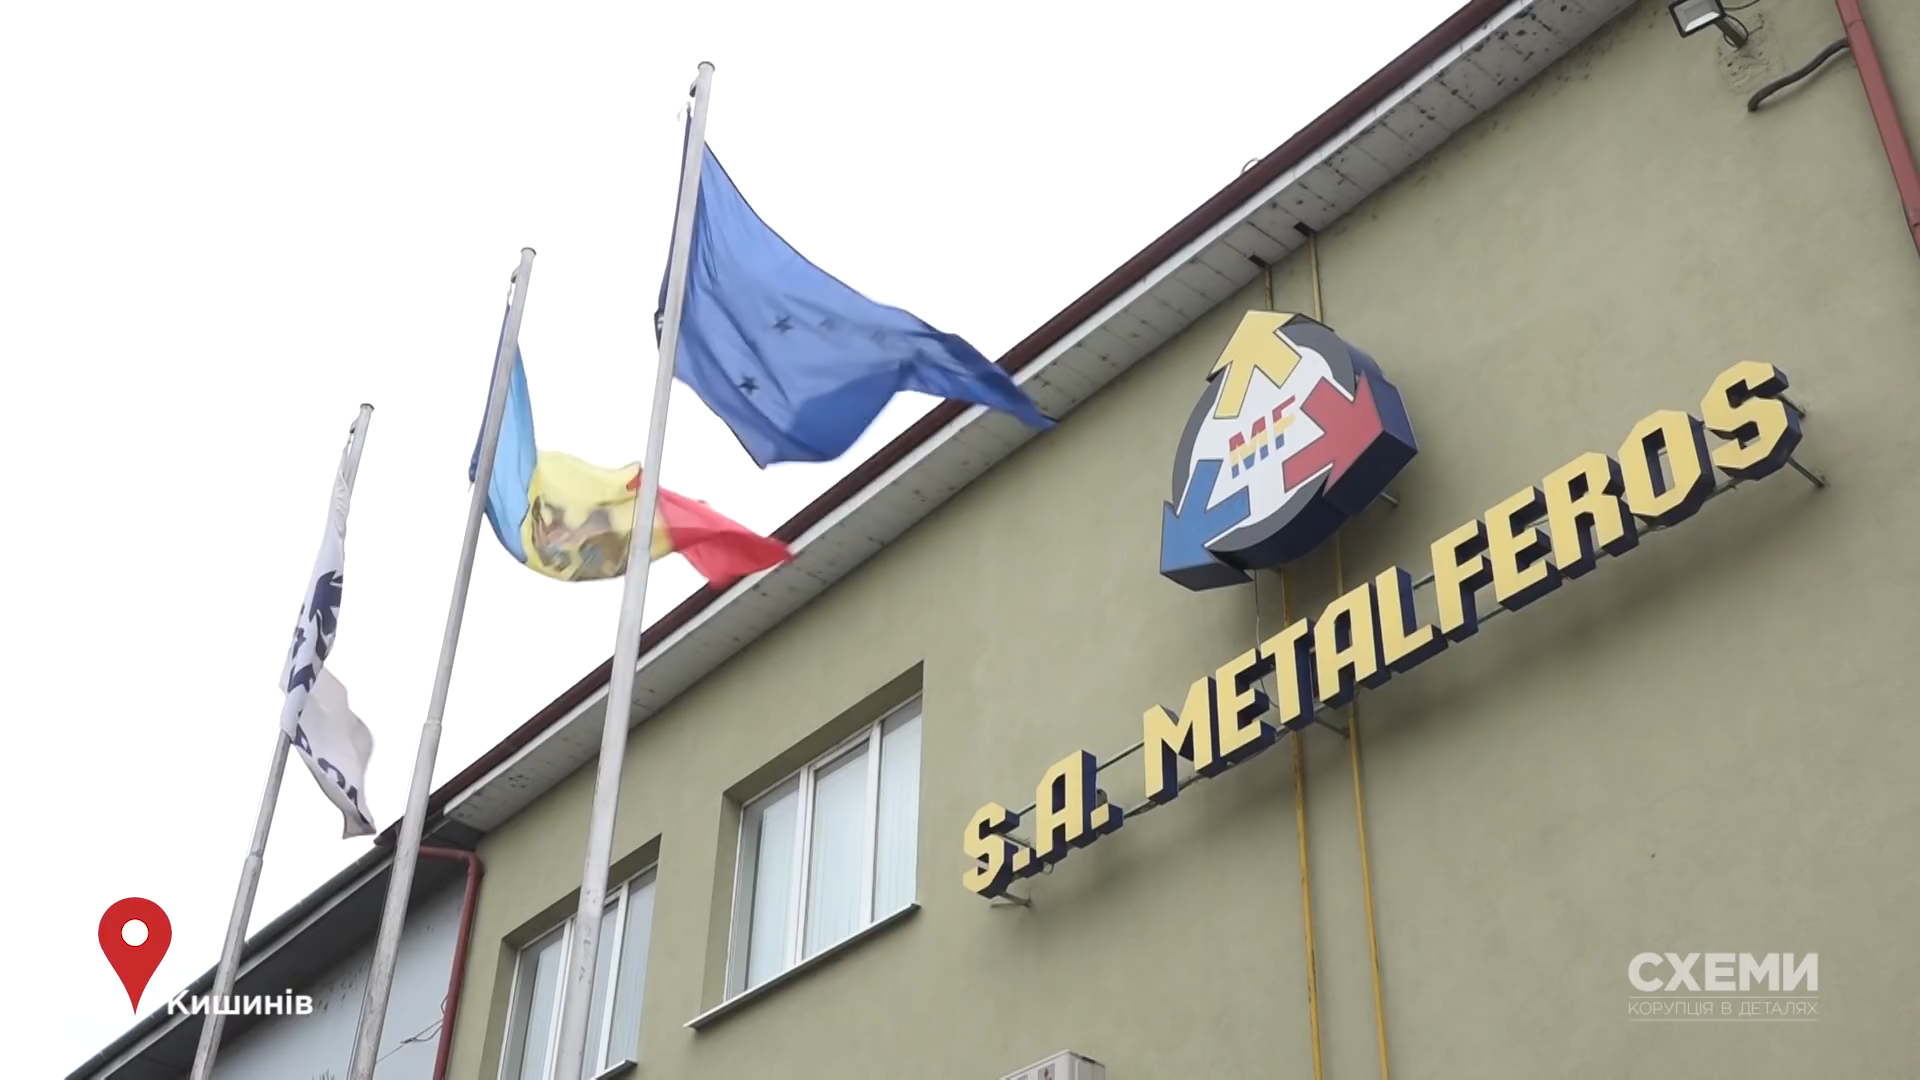 MF
S.A. METALFEROS
Кишинів
СХЕМИ
КОРУПЦІЯ В ДЕТАЛЯХ